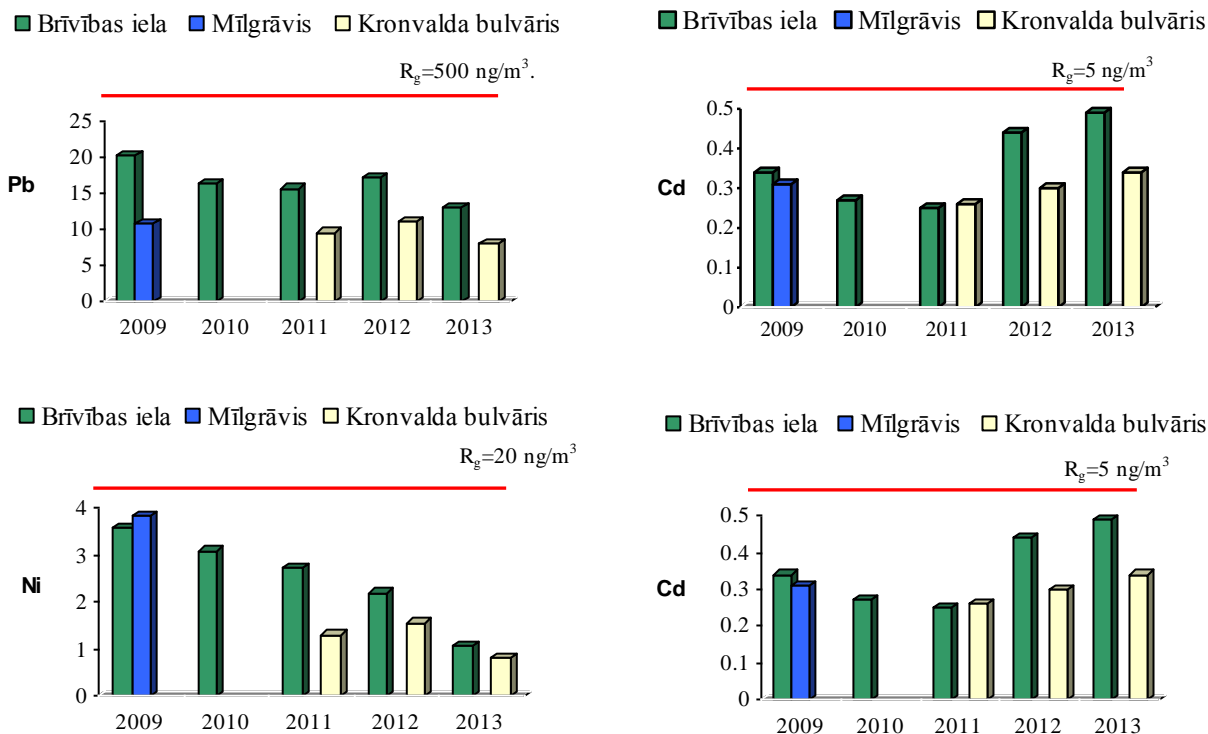 Brīvības iela Mīlgrāvis Kronvalda bulvāris
R_g=500 ng/m³.
25
20
Pb
15
10
5
0
2009 2010 2011 2012 2013
Brīvības iela Mīlgrāvis Kronvalda bulvāris
R_g=5 ng/m³
0.5
0.4
Cd
0.3
0.2
0.1
0
2009 2010 2011 2012 2013
Brīvības iela Mīlgrāvis Kronvalda bulvāris
R_g=20 ng/m³
4
3
Ni
2
1
0
2009 2010 2011 2012 2013
Brīvības iela Mīlgrāvis Kronvalda bulvāris
R_g=5 ng/m³
0.5
0.4
Cd
0.3
0.2
0.1
0
2009 2010 2011 2012 2013